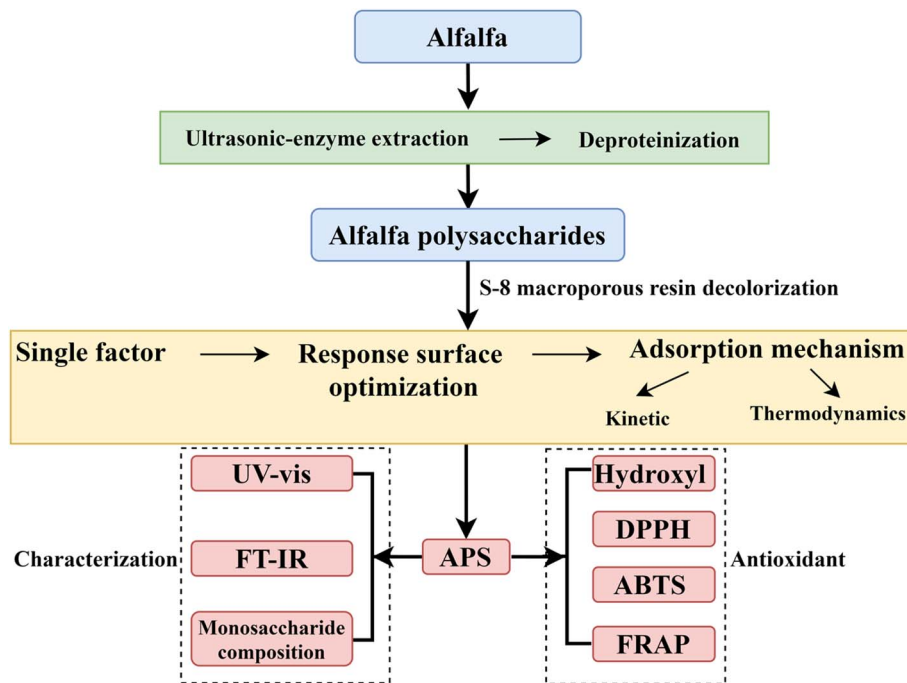 Alfalfa
Ultrasonic-enzyme extraction
Deproteinization
Alfalfa polysaccharides
S-8 macroporous resin decolorization
Single factor
Response surface
optimization
Adsorption mechanism
Kinetic
Thermodynamics
Characterization
UV-vis
FT-IR
Monosaccharide
composition
APS
Hydroxyl
DPPH
ABTS
FRAP
Antioxidant